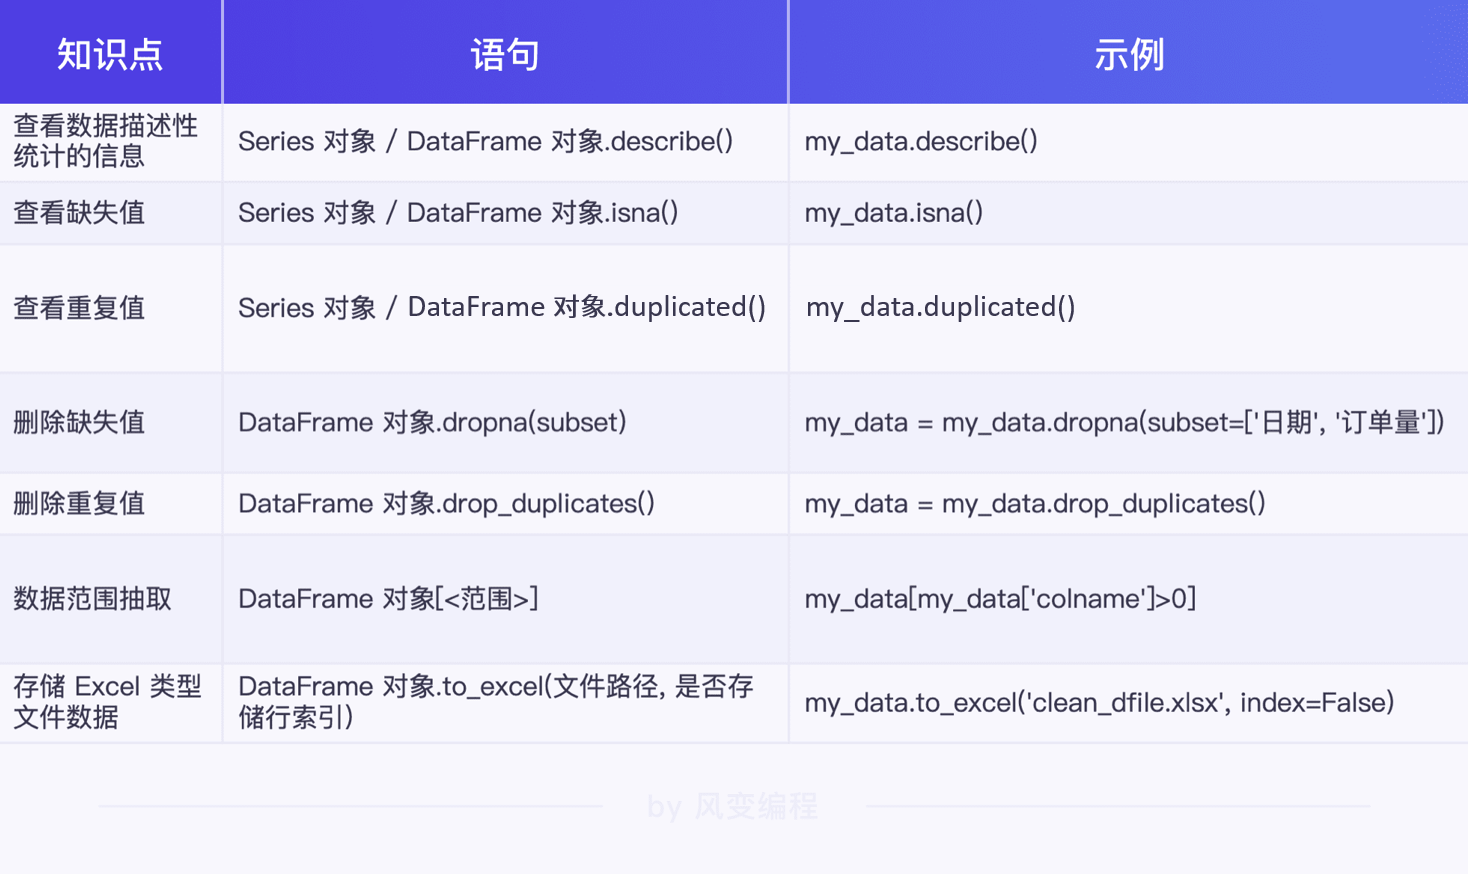 知识点 语句 示例
查看数据描述性
统计的信息
Series 对象 / DataFrame 对象.describe()
my_data.describe()
查看缺失值
Series 对象 / DataFrame 对象.isna()
my_data.isna()
查看重复值
Series 对象 / DataFrame 对象.duplicated()
my_data.duplicated()
删除缺失值
DataFrame 对象.dropna(subset)
my_data = my_data.dropna(subset=['日期', '订单量'])
删除重复值
DataFrame 对象.drop_duplicates()
my_data = my_data.drop_duplicates()
数据范围抽取
DataFrame 对象[<范围>]
my_data[my_data['colname']>0]
存储 Excel 类型
文件数据
DataFrame 对象.to_excel(文件路径, 是否存
储行索引)
my_data.to_excel('clean_dfile.xlsx', index=False)
by 风变编程